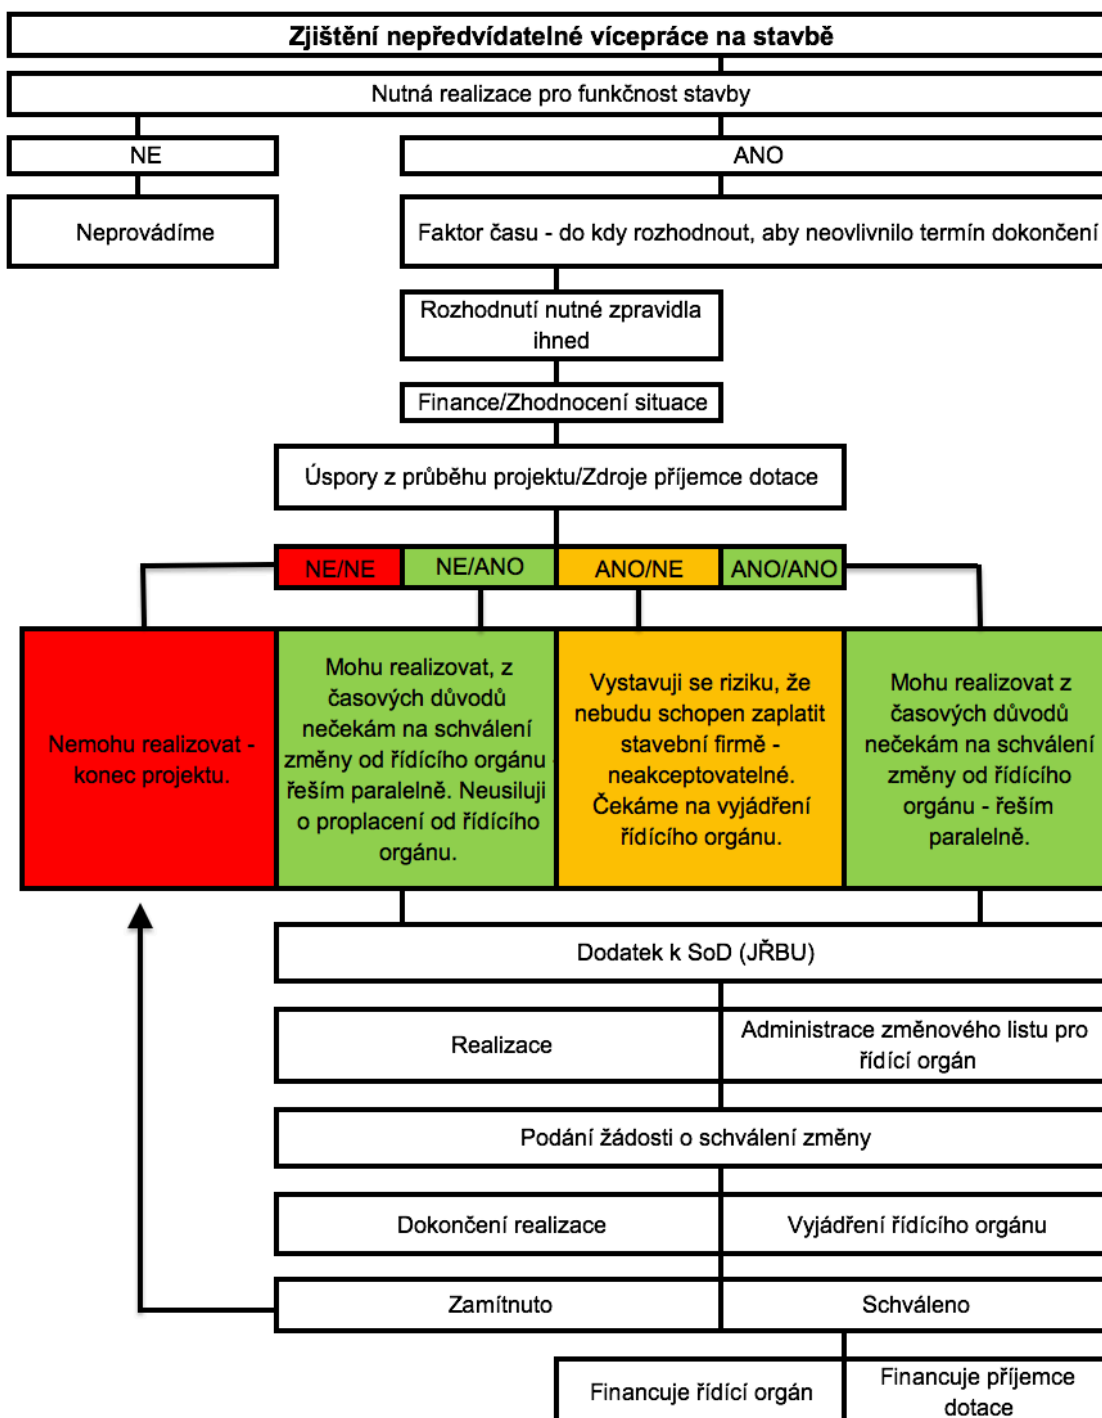 Zjištění nepředvídatelné vícepráce na stavbě
Nutná realizace pro funkčnost stavby
NE
ANO
Neprovádíme
Faktor času - do kdy rozhodnout, aby neovlivnilo termín dokončení
Rozhodnutí nutné zpravidla
ihned
Finance/Zhodnocení situace
Úspory z průběhu projektu/Zdroje příjemce dotace
NE/NE
NE/ANO
ANO/NE
ANO/ANO
Nemohu realizovat -
konec projektu.
Mohu realizovat, z
časových důvodů
nečekám na schválení
změny od řídícího orgánu -
řeším paralelně. Neusiluji
o proplacení od řídícího
orgánu.
Vystavuji se riziku, že
nebudu schopen zaplatit
stavební firmě -
neakceptovatelné.
Čekáme na vyjádření
řídícího orgánu.
Mohu realizovat z
časových důvodů
nečekám na schválení
změny od řídícího
orgánu - řeším
paralelně.
Dodatek k SoD (JŘBU)
Realizace
Administrace změnového listu pro
řídící orgán
Podání žádosti o schválení změny
Dokončení realizace
Vyjádření řídícího orgánu
Zamítnuto
Schváleno
Financuje řídící orgán
Financuje příjemce
dotace